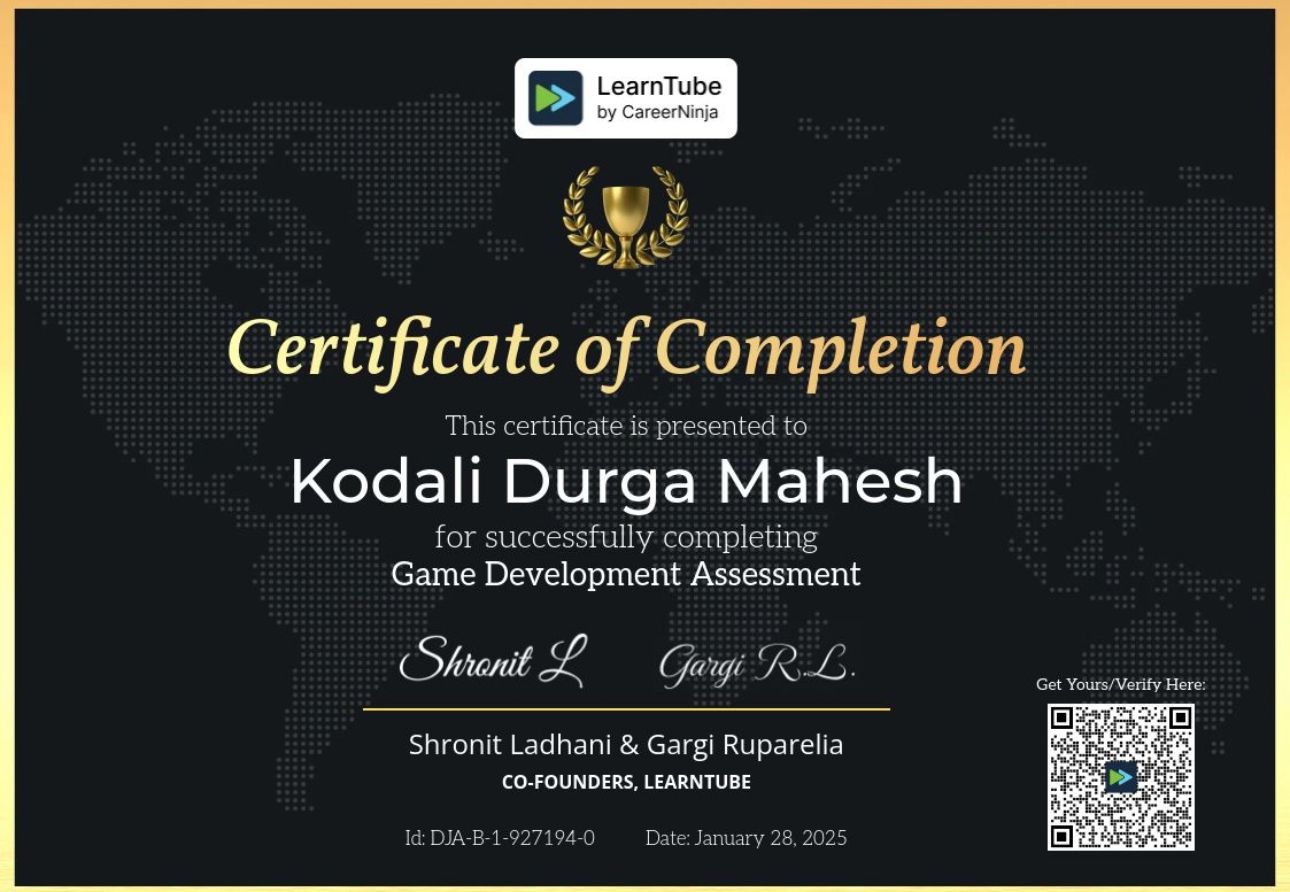 LearnTube
by CareerNinja
Certificate of Completion
This certificate is presented to
Kodali Durga Mahesh
for successfully completing
Game Development Assessment
Shronit L Gargi R.L.
Shronit Ladhani & Gargi Ruparelia
CO-FOUNDERS, LEARNTUBE
Id: DJA-B-1-927194-0 Date: January 28, 2025
Get Yours/Verify Here: